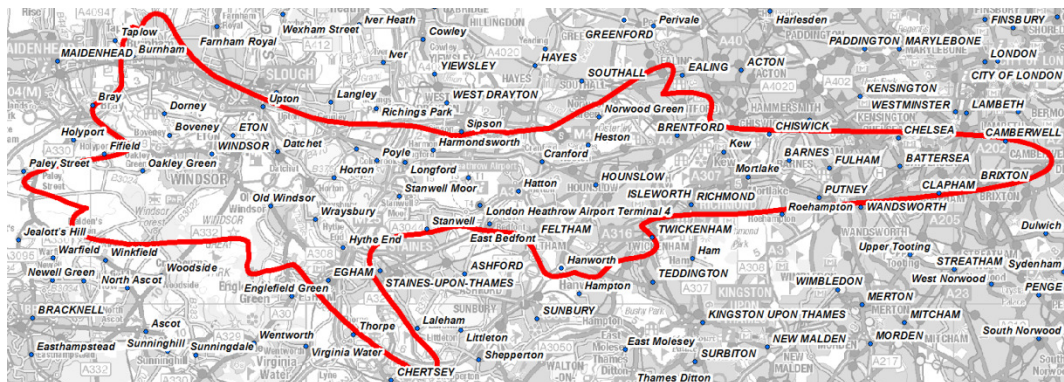 Iver Heath
Perivale
Harlesden
FINSBURY
Taplow
Wexham Street
Cowley
GREENFORD
MAIDENHEAD
Burnham
Farnham Royal
Iver
HAYES
PADDINGTON
MARYLEBONE
LONDON
YIEWSLEY
SOUTHALL
EALING
ACTON
CITY OF LONDON
Bray
Langley
WEST DRAYTON
KENSINGTON
Dorney
Upton
Richings Park
Norwood Green
WESTMINSTER
LAMBETH
Holyport
Boveney
ETON
Sipson
Heston
BRENTFORD
CHISWICK
CHELSEA
CAMBERWELL
Fifield
WINDSOR
Harmondsworth
Kew
Paley Street
Oakley Green
Datchet
Poyle
Cranford
BARNES
FULHAM
BATTERSEA
Horton
Longford
Mortlake
BRIXTON
Stanwell Moor
Hatton
HOUNSLOW
PUTNEY
CLAPHAM
Old Windsor
ISLEWORTH
RICHMOND
Wraysbury
London Heathrow Airport Terminal 4
Roehampton
WANDSWORTH
Jealott's Hill
Stanwell
FELTHAM
TWICKENHAM
Dulwich
Hythe End
East Bedfont
Warfield
Winkfield
Ham
Upper Tooting
STREATHAM
Newell Green
Woodside
EGHAM
ASHFORD
Hanworth
TEDDINGTON
West Norwood
Sydenham
North Ascot
Englefield Green
STAINES-UPON-THAMES
Hampton
WIMBLEDON
PENGE
BRACKNELL
SUNBURY
MERTON
Ascot
Wentworth
Thorpe
Laleham
Littleton
KINGSTON UPON THAMES
MITCHAM
Easthampstead
Sunninghill
Sunningdale
Virginia Water
Shepperton
East Molesey
NEW MALDEN
MORDEN
South Norwood
CHERTSEY
SURBITON
Thames Ditton